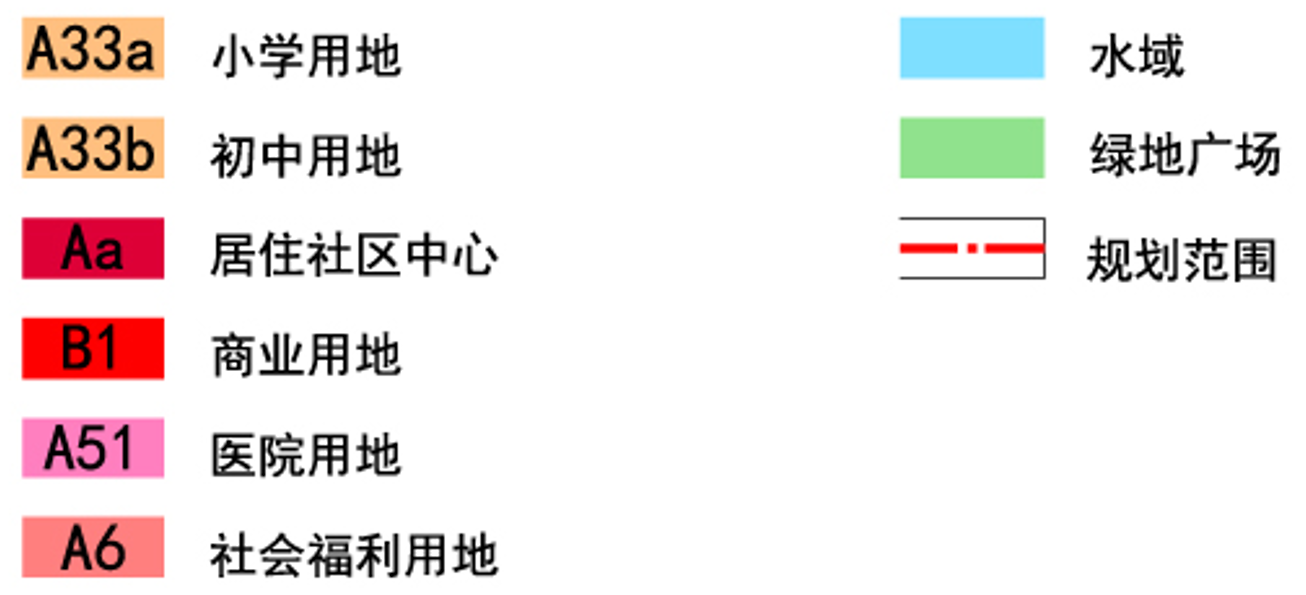 A33a 小学用地
A33b 初中用地
Aa 居住社区中心
B1 商业用地
A51 医院用地
A6 社会福利用地
水域
绿地广场
规划范围